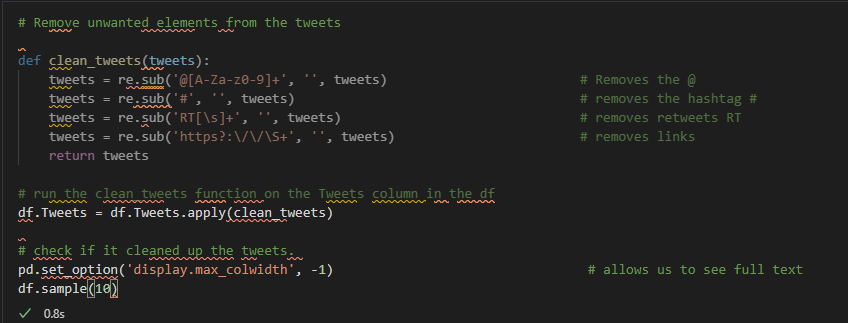 # Remove unwanted elements from the tweets
def clean_tweets(tweets):
tweets = re.sub('@[A-Za-z0-9]+', '', tweets) # Removes the @
tweets = re.sub('#', '', tweets) # removes the hashtag #
tweets = re.sub('RT[\s]+', '', tweets) # removes retweets RT
tweets = re.sub('https?:\/\/\S+', '', tweets) # removes links
return tweets
# run the clean_tweets function on the Tweets column in the df
df.Tweets = df.Tweets.apply(clean_tweets)
# check if it cleaned up the tweets.
pd.set_option('display.max_colwidth', -1) # allows us to see full text
df.sample(10)
0.8s